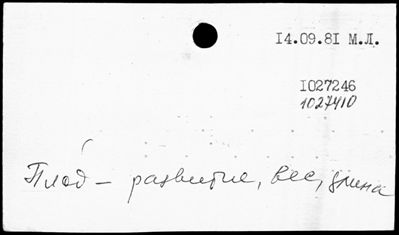 14.09.81 М.Л.
1027246
1027410
Плод – развитие, вес, длина